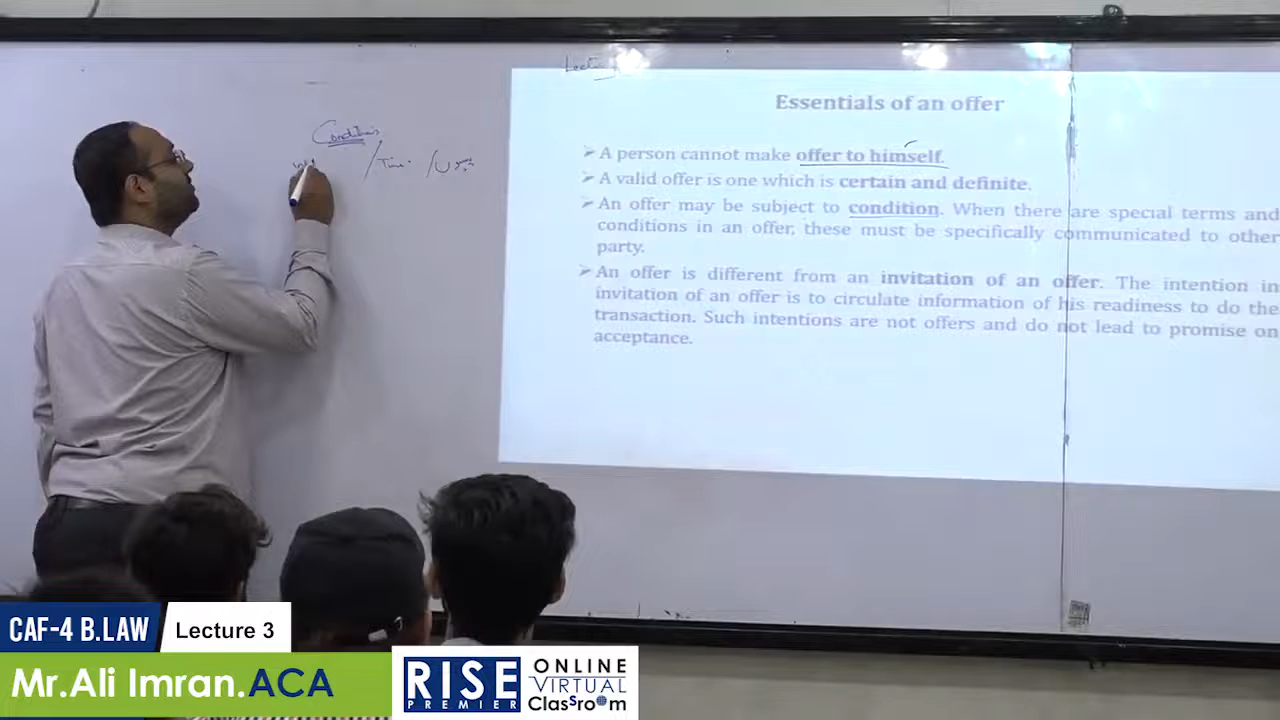 Lectur
Conditions
/ Time. /
Essentials of an offer
➢ A person cannot make offer to himself.
➢ A valid offer is one which is certain and definite.
➢ An offer may be subject to condition. When there are special terms and
conditions in an offer, these must be specifically communicated to other
party.
➢ An offer is different from an invitation of an offer. The intention in
invitation of an offer is to circulate information of his readiness to do the
transaction. Such intentions are not offers and do not lead to promise on
acceptance.
CAF-4 B.LAW
Lecture 3
Mr.Ali Imran.ACA
RISE
PREMIER
ONLINE
VIRTUAL
Classroom